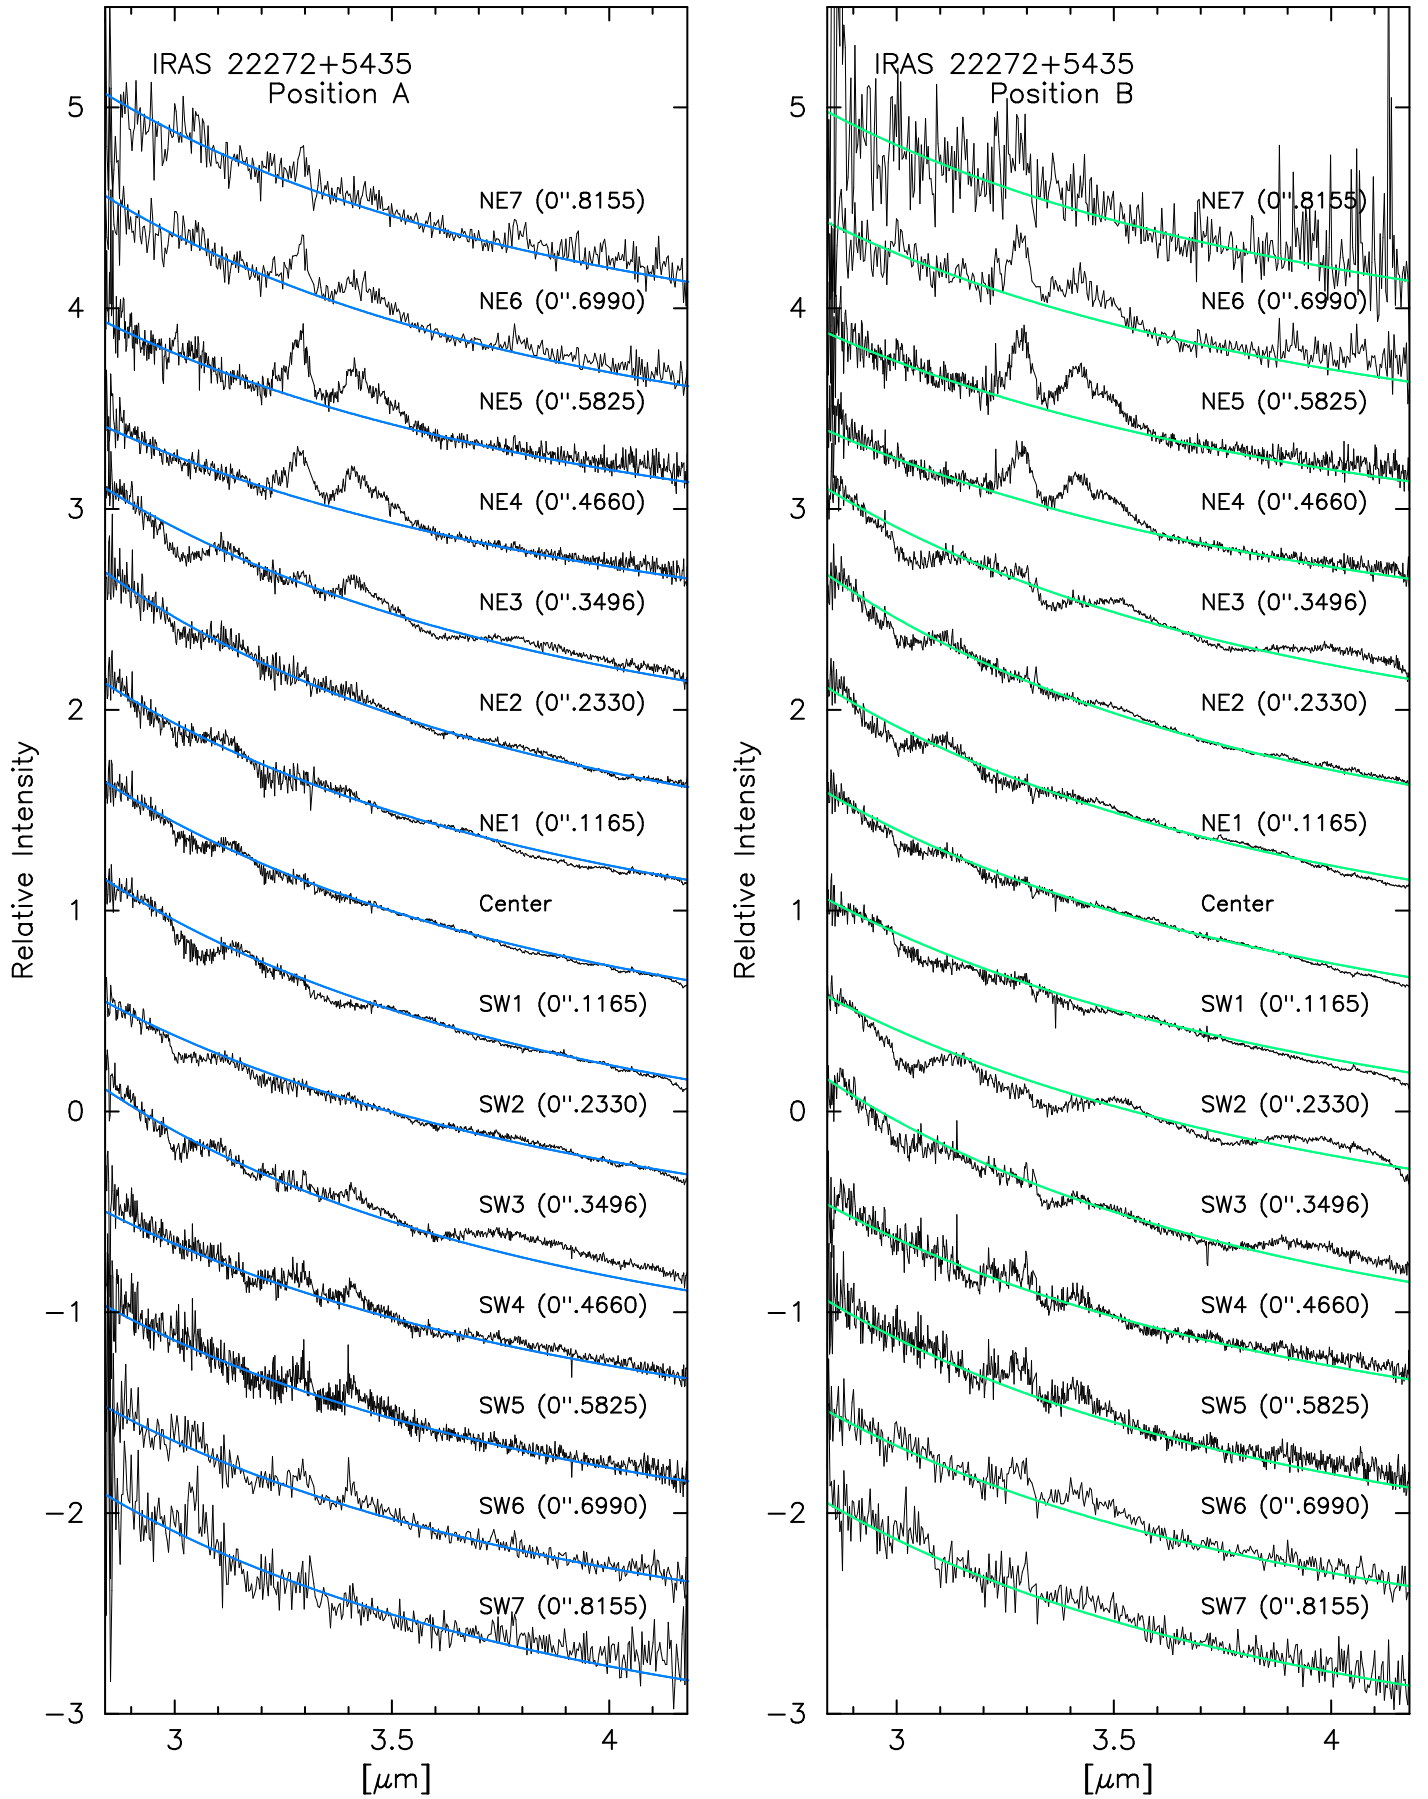 IRAS 22272+5435
Position A
5
4
3
2
1
0
−1
−2
−3
Relative Intensity
NE7 (0".8155)
NE6 (0".6990)
NE5 (0".5825)
NE4 (0".4660)
NE3 (0".3496)
NE2 (0".2330)
NE1 (0".1165)
Center
SW1 (0".1165)
SW2 (0".2330)
SW3 (0".3496)
SW4 (0".4660)
SW5 (0".5825)
SW6 (0".6990)
SW7 (0".8155)
3 3.5 4
[μm]
IRAS 22272+5435
Position B
5
4
3
2
1
0
−1
−2
−3
Relative Intensity
NE7 (0".8155)
NE6 (0".6990)
NE5 (0".5825)
NE4 (0".4660)
NE3 (0".3496)
NE2 (0".2330)
NE1 (0".1165)
Center
SW1 (0".1165)
SW2 (0".2330)
SW3 (0".3496)
SW4 (0".4660)
SW5 (0".5825)
SW6 (0".6990)
SW7 (0".8155)
3 3.5 4
[μm]